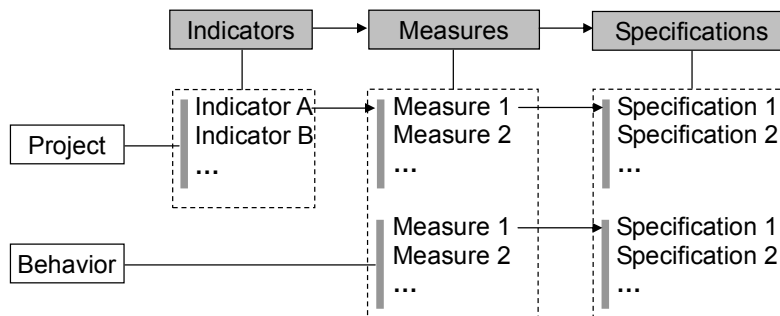 Indicators Measures Specifications
Indicator A Measure 1 Specification 1
Indicator B Measure 2 Specification 2
Project
... ... ...
Measure 1 Specification 1
Measure 2 Specification 2
Behavior
... ...